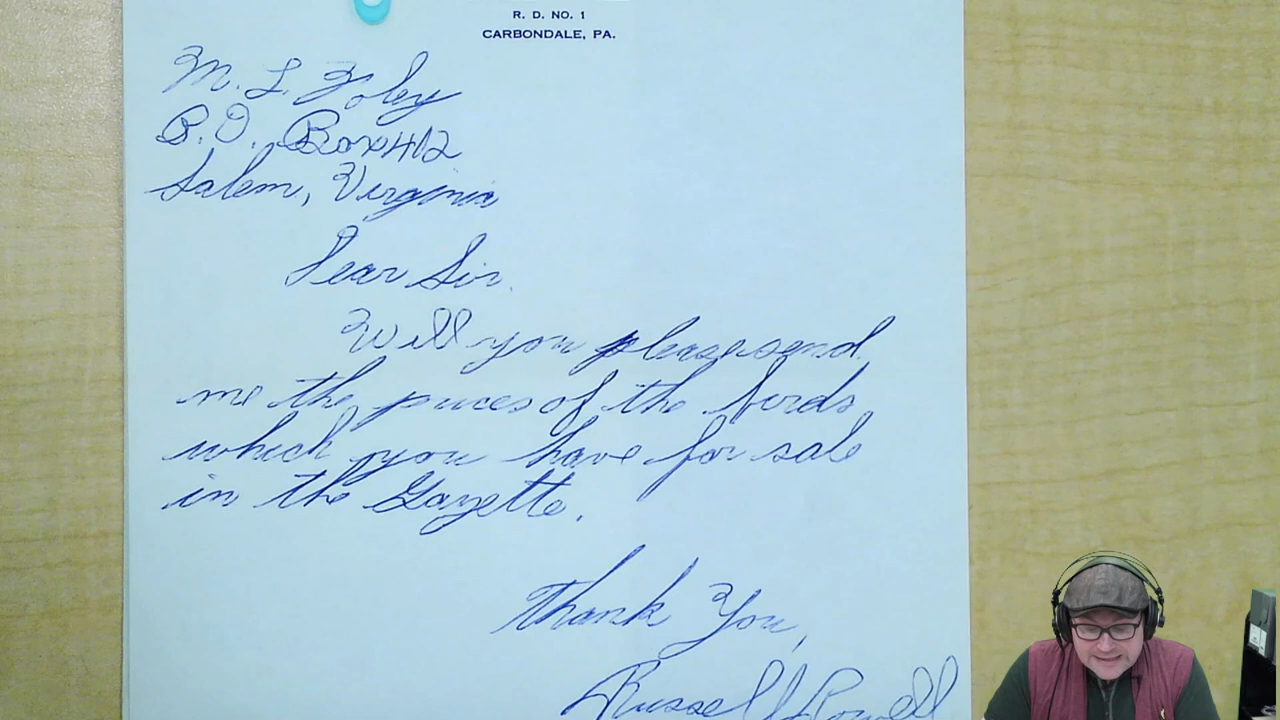 R. D. NO. 1
CARBONDALE, PA.
M. L. Foley
P.O. Box 412
Salem, Virginia
Dear Sir.
Will you please send
me the prices of the birds
which you have for sale
in the Gazette.
Thank You,
Russell Powell